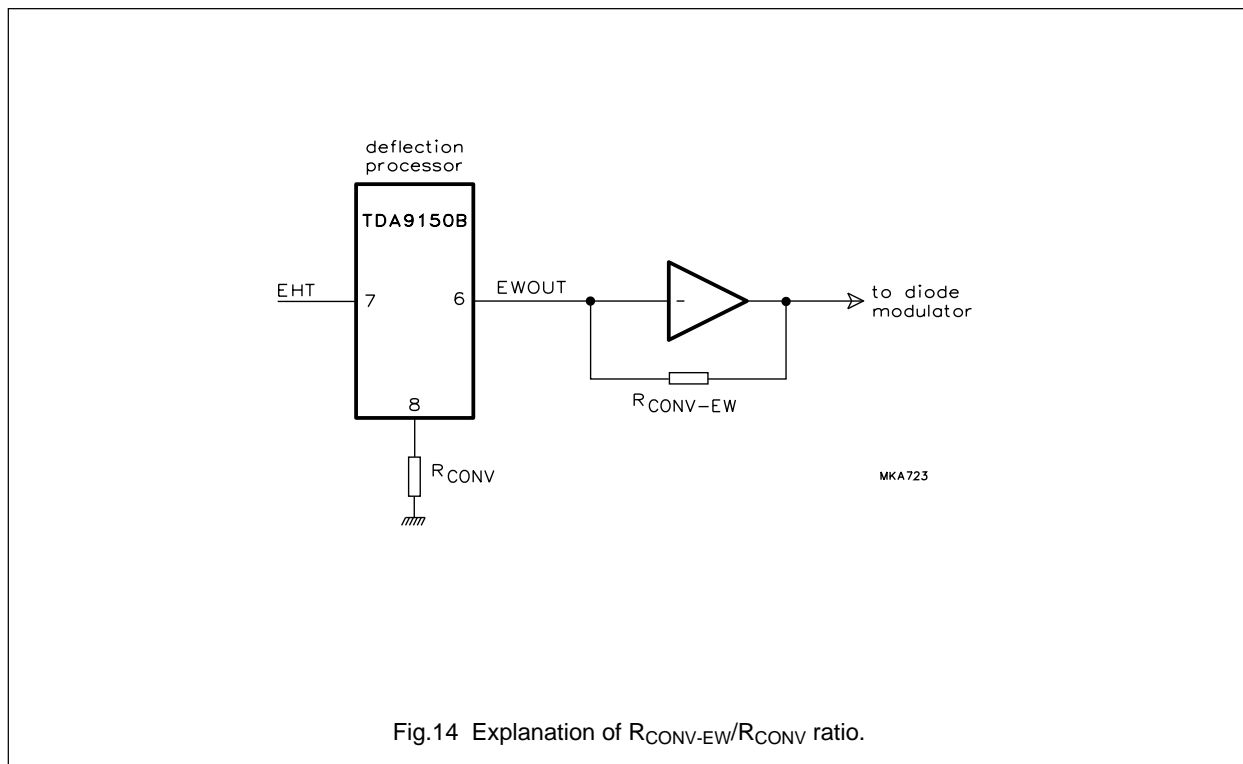 deflection
processor
TDA9150B
EHT
7
6
EWOUT
-
to diode
modulator
RCONV-EW
8
RCONV
MKA723
Fig.14 Explanation of RCONV-EW/RCONV ratio.